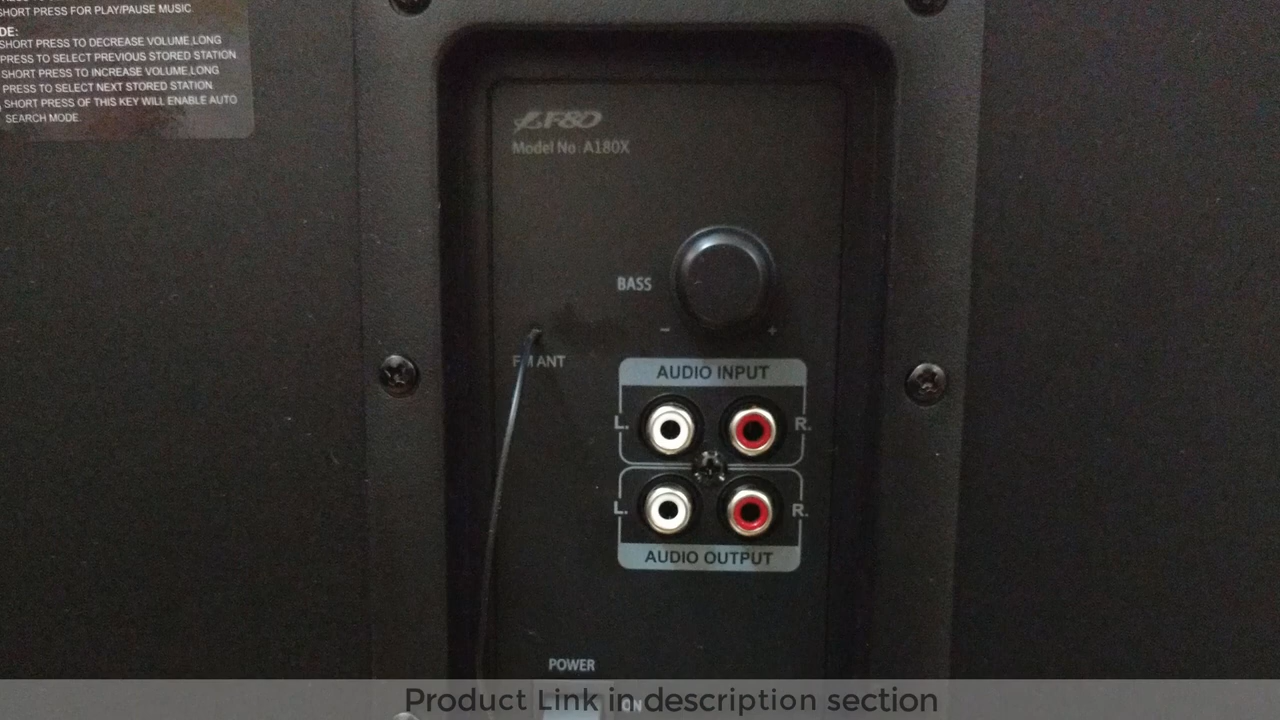 SHORT PRESS FOR PLAY/PAUSE MUSIC
DE:
SHORT PRESS TO DECREASE VOLUME,LONG
PRESS TO SELECT PREVIOUS STORED STATION
SHORT PRESS TO INCREASE VOLUME,LONG
PRESS TO SELECT NEXT STORED STATION
SHORT PRESS OF THIS KEY WILL ENABLE AUTO
SEARCH MODE.
F&D
Model No A180X
BASS
- +
FM ANT
AUDIO INPUT
L. R.
L. R.
AUDIO OUTPUT
POWER
ON
Product Link in description section